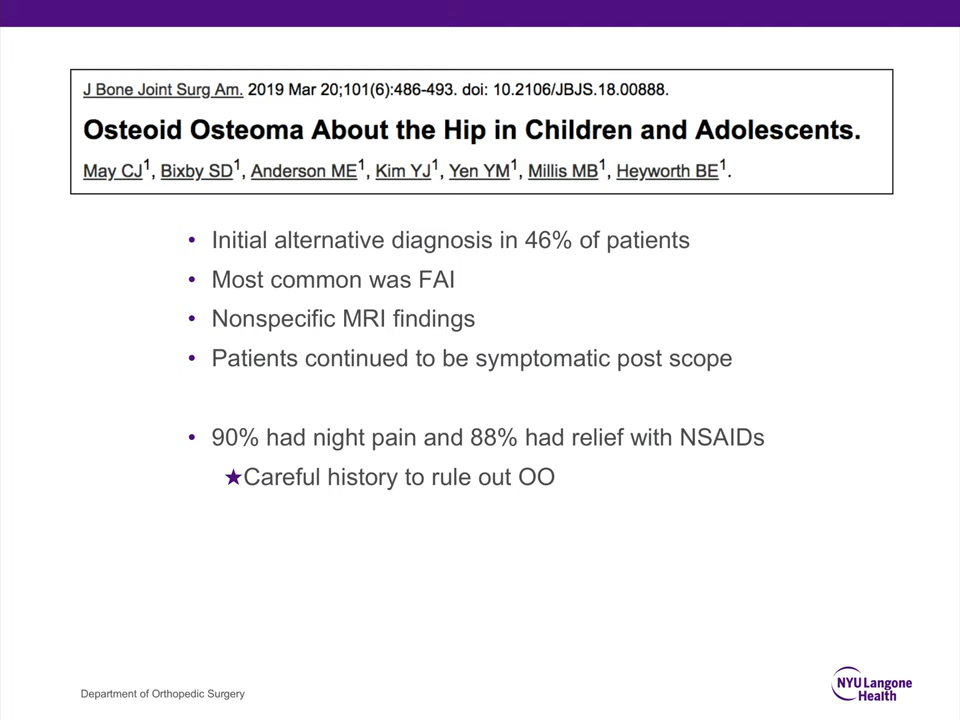 J Bone Joint Surg Am. 2019 Mar 20;101(6):486-493. doi: 10.2106/JBJS.18.00888.
Osteoid Osteoma About the Hip in Children and Adolescents.
May CJ1, Bixby SD1, Anderson ME1, Kim YJ1, Yen YM1, Millis MB1, Heyworth BE1.
• Initial alternative diagnosis in 46% of patients
• Most common was FAI
• Nonspecific MRI findings
• Patients continued to be symptomatic post scope
• 90% had night pain and 88% had relief with NSAIDs
★Careful history to rule out OO
Department of Orthopedic Surgery
NYU Langone
Health